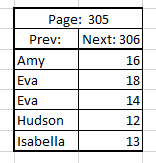 Page: 305
Prev: Next: 306
Amy 16
Eva 18
Eva 14
Hudson 12
Isabella 13